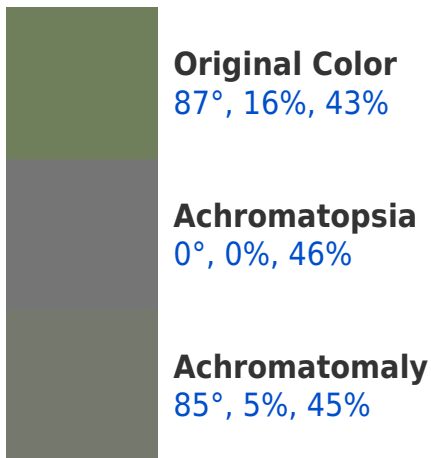 Original Color
87°, 16%, 43%
Achromatopsia
0°, 0%, 46%
Achromatomaly
85°, 5%, 45%